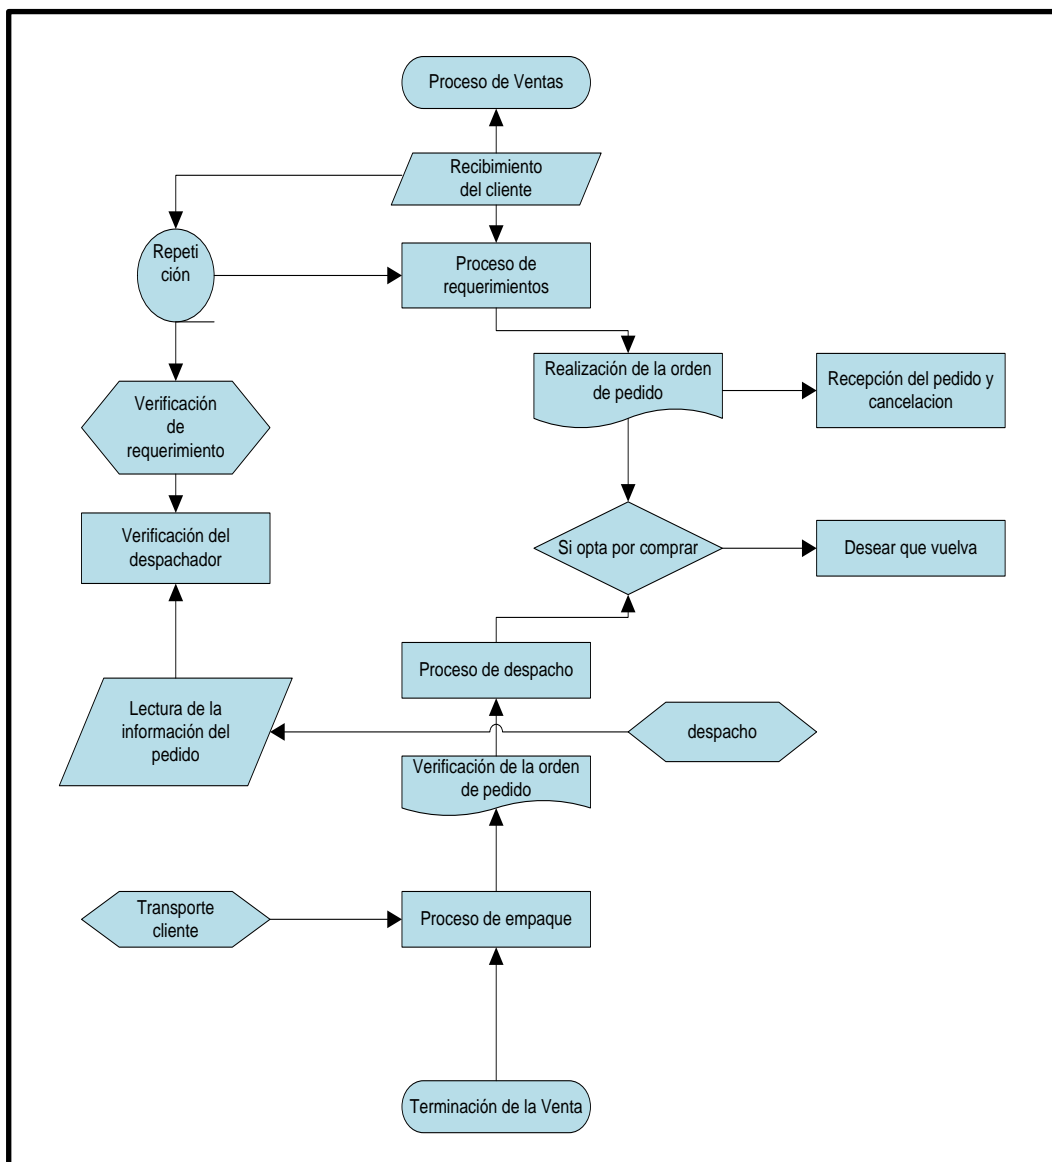 Proceso de Ventas
Recibimiento
del cliente
Repeti
ción
Proceso de
requerimientos
Realización de la orden
de pedido
Recepción del pedido y
cancelacion
Verificación
de
requerimiento
Verificación del
despachador
Si opta por comprar
Desear que vuelva
Proceso de despacho
Lectura de la
información del
pedido
despacho
Verificación de la orden
de pedido
Transporte
cliente
Proceso de empaque
Terminación de la Venta